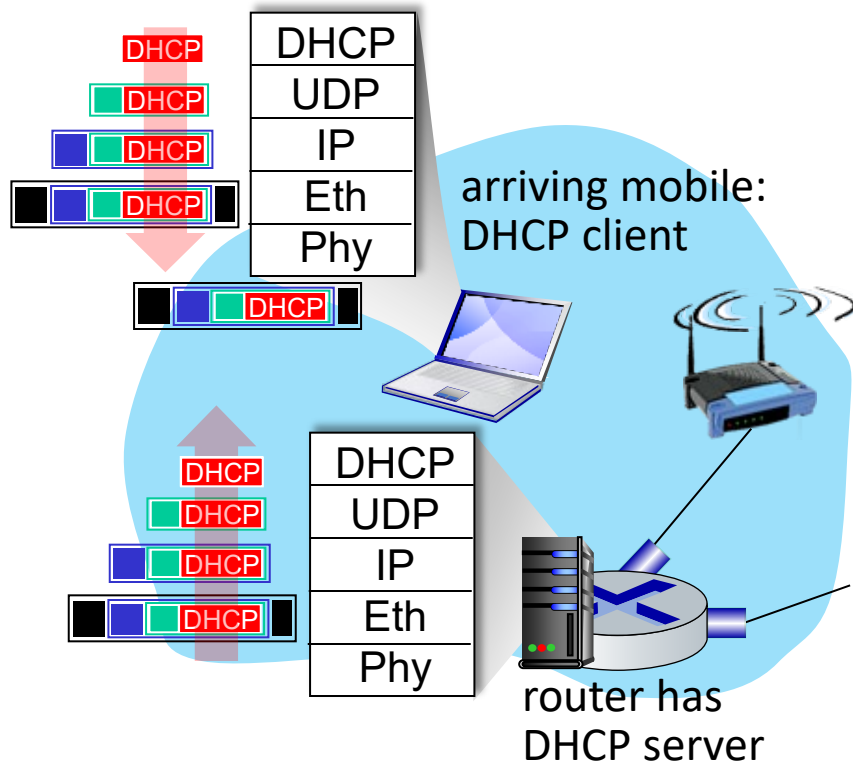 DHCP
DHCP
DHCP
DHCP
DHCP
UDP
IP
Eth
Phy
DHCP
arriving mobile:
DHCP client
DHCP
DHCP
DHCP
DHCP
DHCP
UDP
IP
Eth
Phy
router has
DHCP server